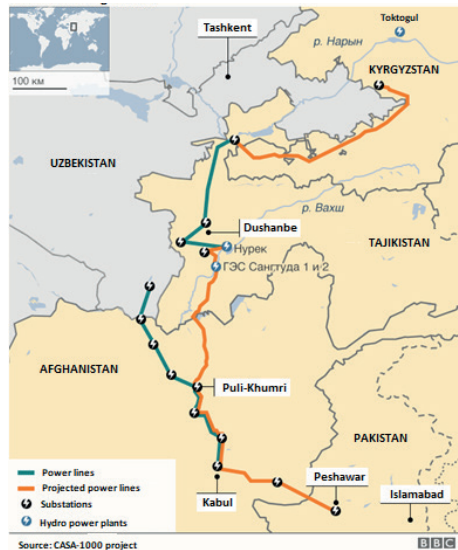 Toktogul
Tashkent
р. Нарын
KYRGYZSTAN
100 км
UZBEKISTAN
р. Вахш
Dushanbe
TAJIKISTAN
Нурек
ГЭС Сангтуда 1 и 2
AFGHANISTAN
Puli-Khumri
PAKISTAN
Power lines
Projected power lines
Substations
Hydro power plants
Peshawar
Kabul
Islamabad
Source: CASA-1000 project
BBC